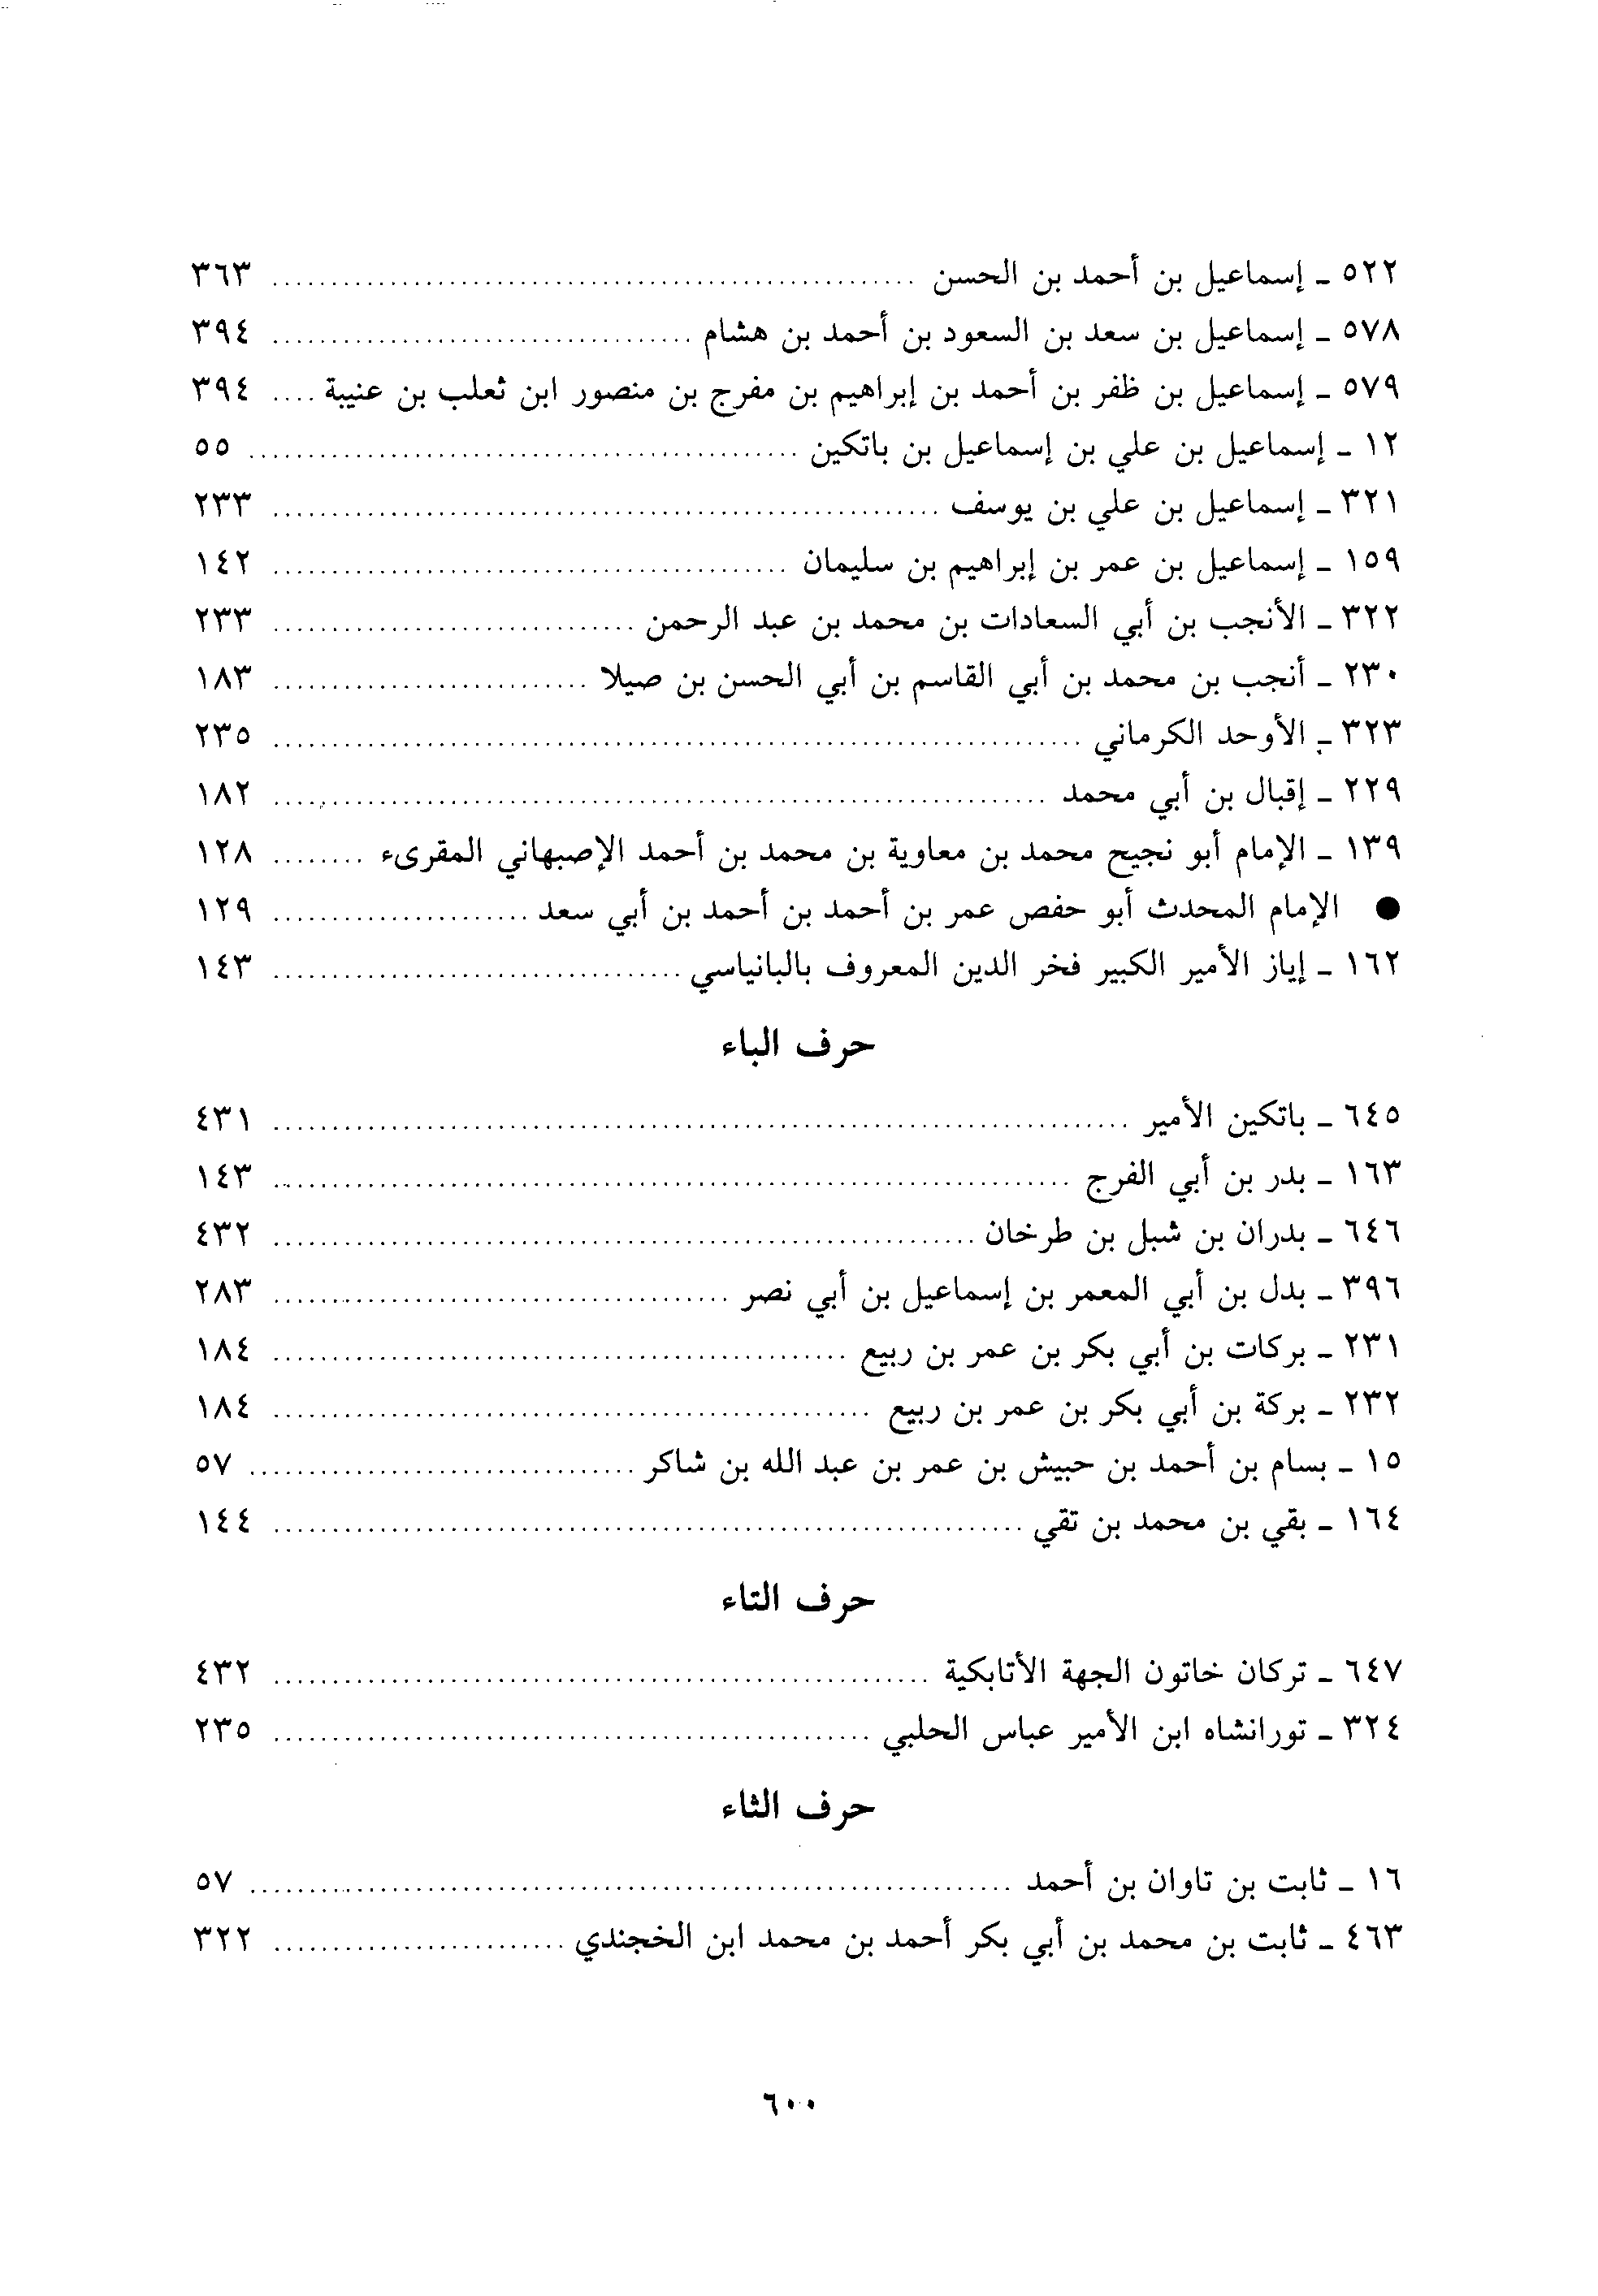 ٥٢٢ ـ إسماعيل بن أحمد بن الحسن ........ ٣٦٣
٥٧٨ ـ إسماعيل بن سعد بن السعود بن أحمد بن هشام ........ ٣٩٤
٥٧٩ ـ إسماعيل بن ظفر بن أحمد بن إبراهيم بن مفرج بن منصور ابن ثعلب بن عنيبة .... ٣٩٤
١٢ ـ إسماعيل بن علي بن إسماعيل بن باتكين ........ ٥٥
٣٢١ ـ إسماعيل بن علي بن يوسف ........ ٢٣٣
١٥٩ ـ إسماعيل بن عمر بن إبراهيم بن سليمان ........ ١٤٢
٣٢٢ ـ الأنجب بن أبي السعادات بن محمد بن عبد الرحمن ........ ٢٣٣
٢٣٠ ـ أنجب بن محمد بن أبي القاسم بن أبي الحسن بن صيلا ........ ١٨٣
٣٢٣ ـ الأوحد الكرماني ........ ٢٣٥
٢٢٩ ـ إقبال بن أبي محمد ........ ١٨٢
١٣٩ ـ الإمام أبو نجيح محمد بن معاوية بن محمد بن أحمد الإصبهاني المقرىء ........ ١٢٨
● الإمام المحدث أبو حفص عمر بن أحمد بن أحمد بن أبي سعد ........ ١٢٩
١٦٢ ـ إياز الأمير الكبير فخر الدين المعروف بالبانياسي ........ ١٤٣
حرف الباء
٦٤٥ ـ باتكين الأمير ........ ٤٣١
١٦٣ ـ بدر بن أبي الفرج ........ ١٤٣
٦٤٦ ـ بدران بن شبل بن طرخان ........ ٤٣٢
٣٩٦ ـ بدل بن أبي المعمر بن إسماعيل بن أبي نصر ........ ٢٨٣
٢٣١ ـ بركات بن أبي بكر بن عمر بن ربيع ........ ١٨٤
٢٣٢ ـ بركة بن أبي بكر بن عمر بن ربيع ........ ١٨٤
١٥ ـ بسام بن أحمد بن حبيش بن عمر بن عبد الله بن شاكر ........ ٥٧
١٦٤ ـ بقي بن محمد بن تقي ........ ١٤٤
حرف التاء
٦٤٧ ـ تركان خاتون الجهة الأتابكية ........ ٤٣٢
٣٢٤ ـ تورانشاه ابن الأمير عباس الحلبي ........ ٢٣٥
حرف الثاء
١٦ ـ ثابت بن تاوان بن أحمد ........ ٥٧
٤٦٣ ـ ثابت بن محمد بن أبي بكر أحمد بن محمد ابن الخجندي ........ ٣٢٢
٦٠٠